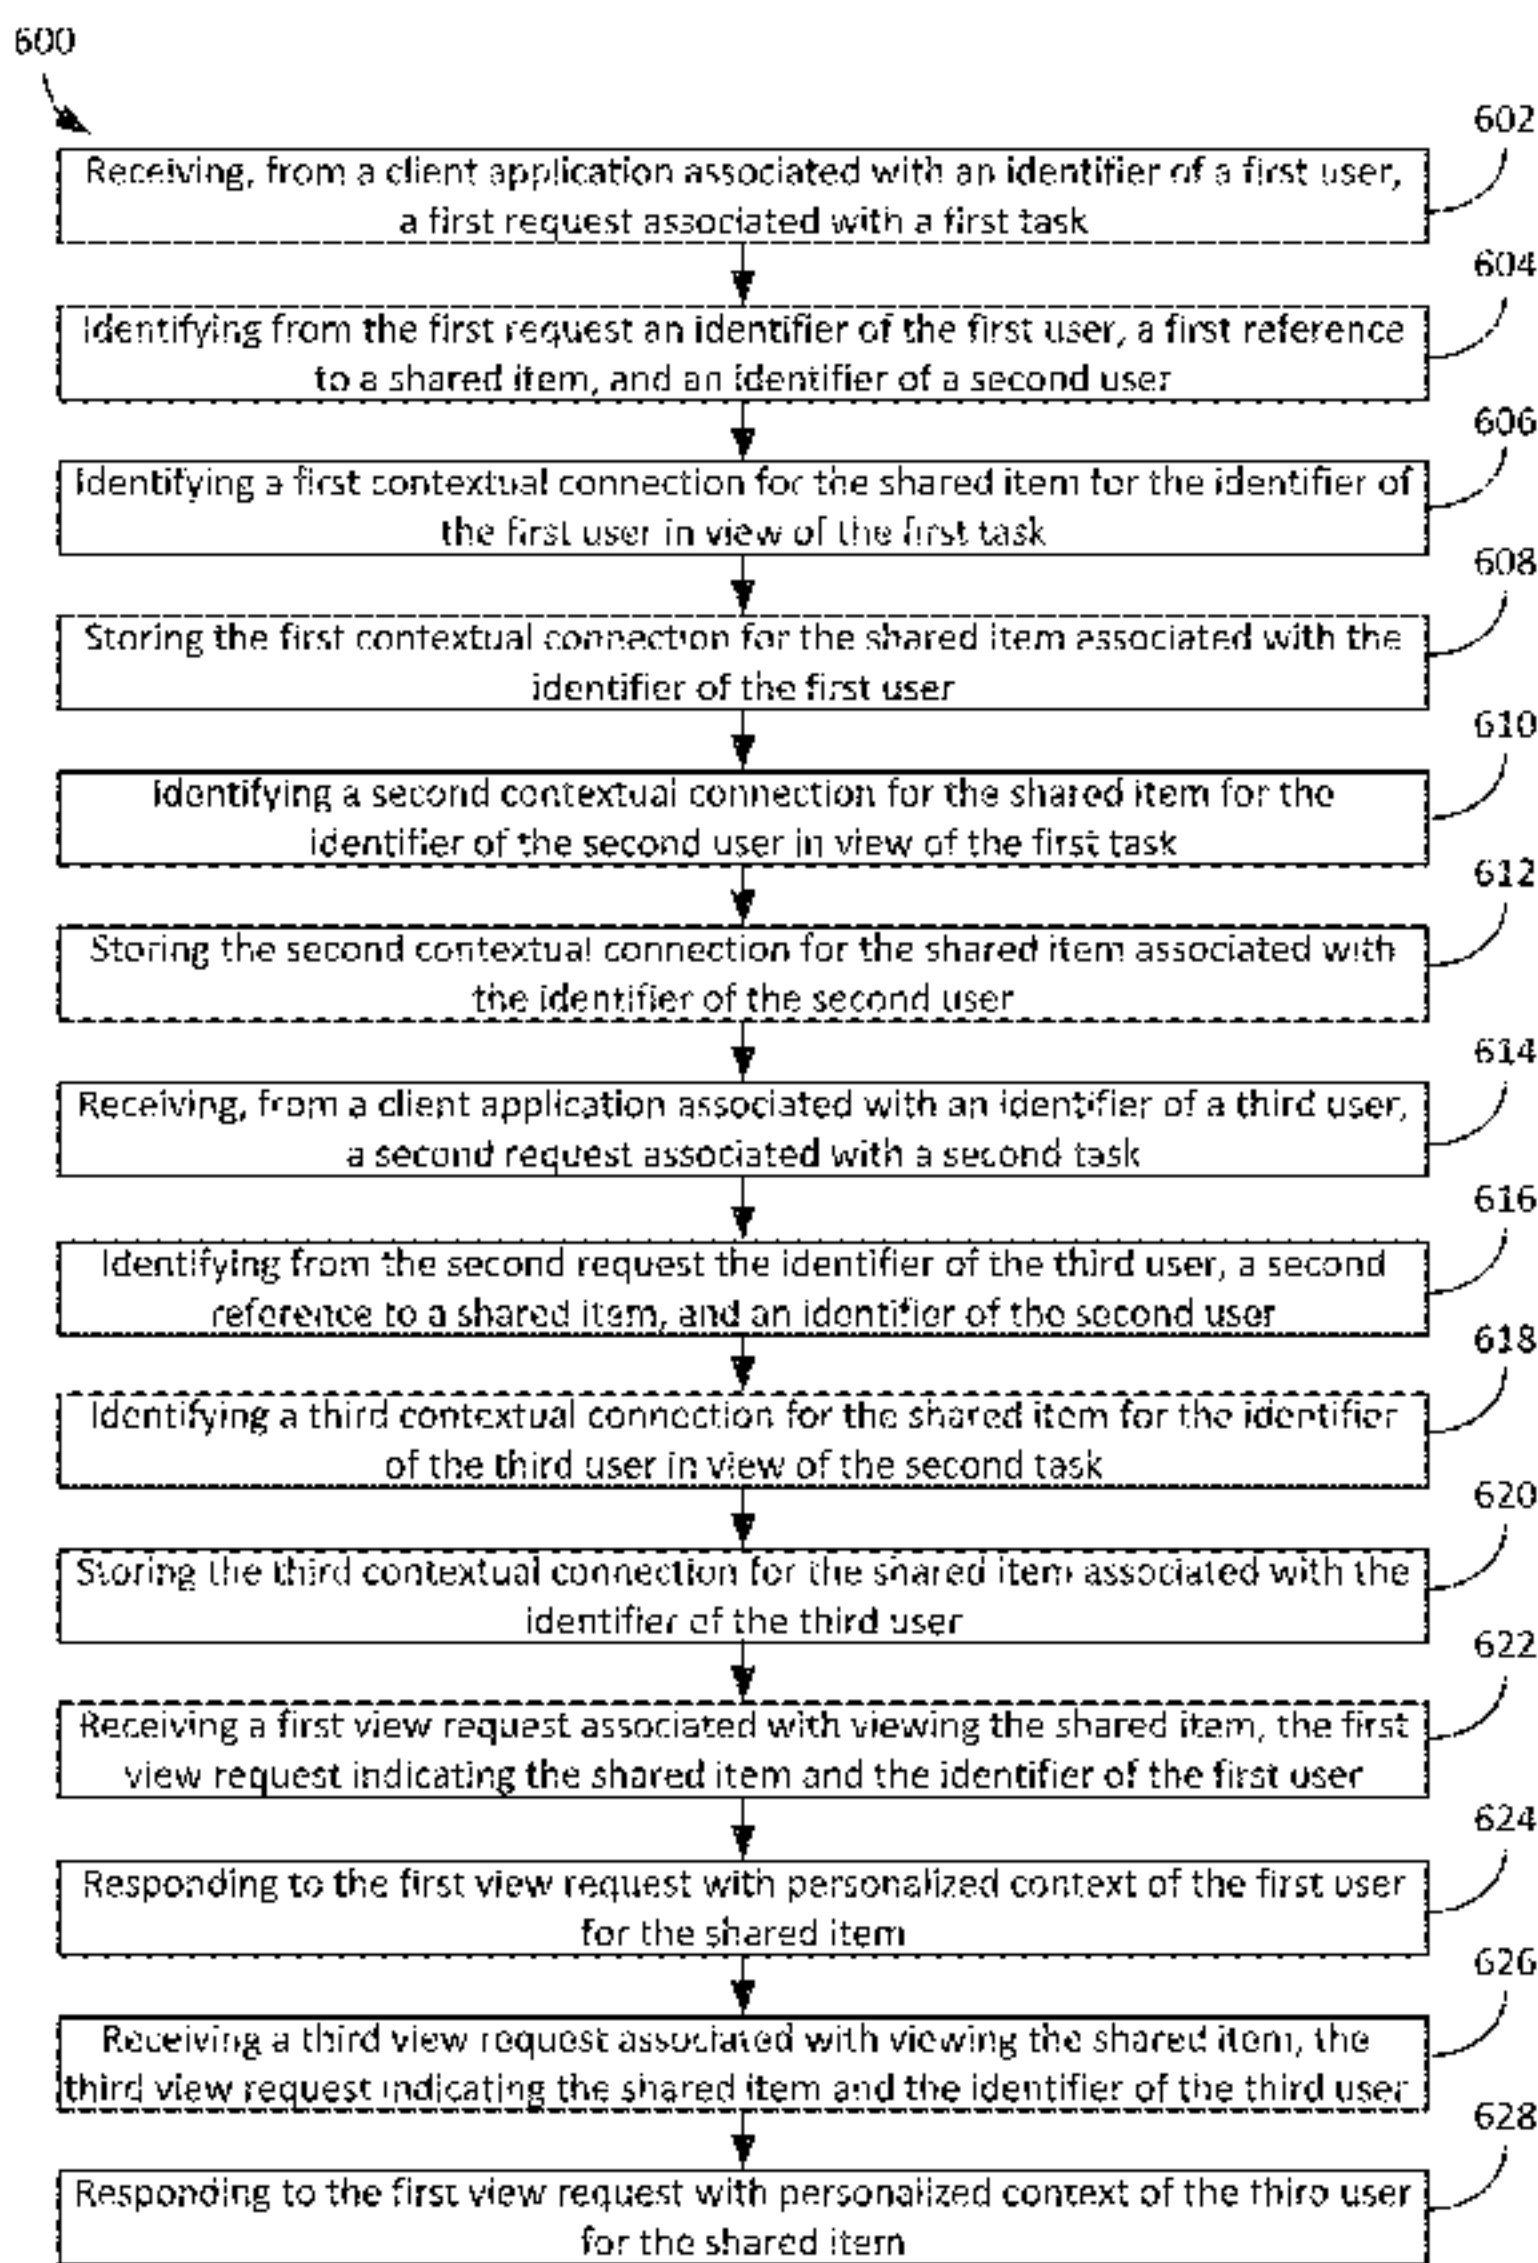 600
602
Receiving, from a client application associated with an identifier of a first user,
a first request associated with a first task
604
Identifying from the first request an identifier of the first user, a first reference
to a shared item, and an identifier of a second user
606
Identifying a first contextual connection for the shared item for the identifier of
the first user in view of the first task
608
Storing the first contextual connection for the shared item associated with the
identifier of the first user
610
Identifying a second contextual connection for the shared item for the
identifier of the second user in view of the first task
612
Storing the second contextual connection for the shared item associated with
the identifier of the second user
614
Receiving, from a client application associated with an identifier of a third user,
a second request associated with a second task
616
Identifying from the second request the identifier of the third user, a second
reference to a shared item, and an identifier of the second user
618
Identifying a third contextual connection for the shared item for the identifier
of the third user in view of the second task
620
Storing the third contextual connection for the shared item associated with the
identifier of the third user
622
Receiving a first view request associated with viewing the shared item, the first
view request indicating the shared item and the identifier of the first user
624
Responding to the first view request with personalized context of the first user
for the shared item
626
Receiving a third view request associated with viewing the shared item, the
third view request indicating the shared item and the identifier of the third user
628
Responding to the first view request with personalized context of the third user
for the shared item